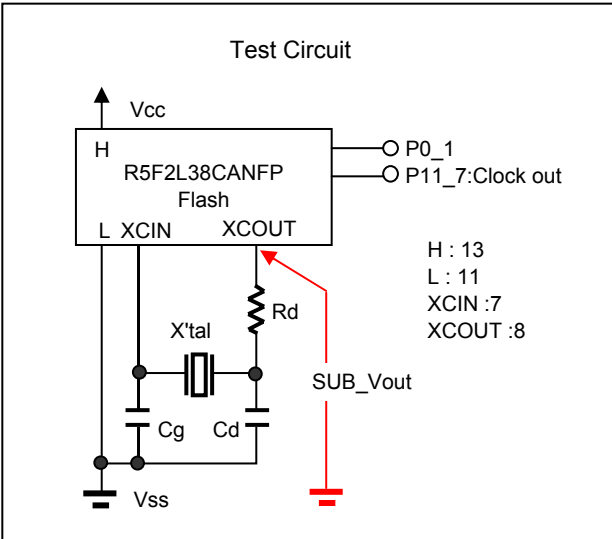 Test Circuit
Vcc
H
R5F2L38CANFP
Flash
L XCIN XCOUT
P0_1
P11_7:Clock out
H : 13
L : 11
XCIN :7
XCOUT :8
Rd
X'tal
SUB_Vout
Cg Cd
Vss